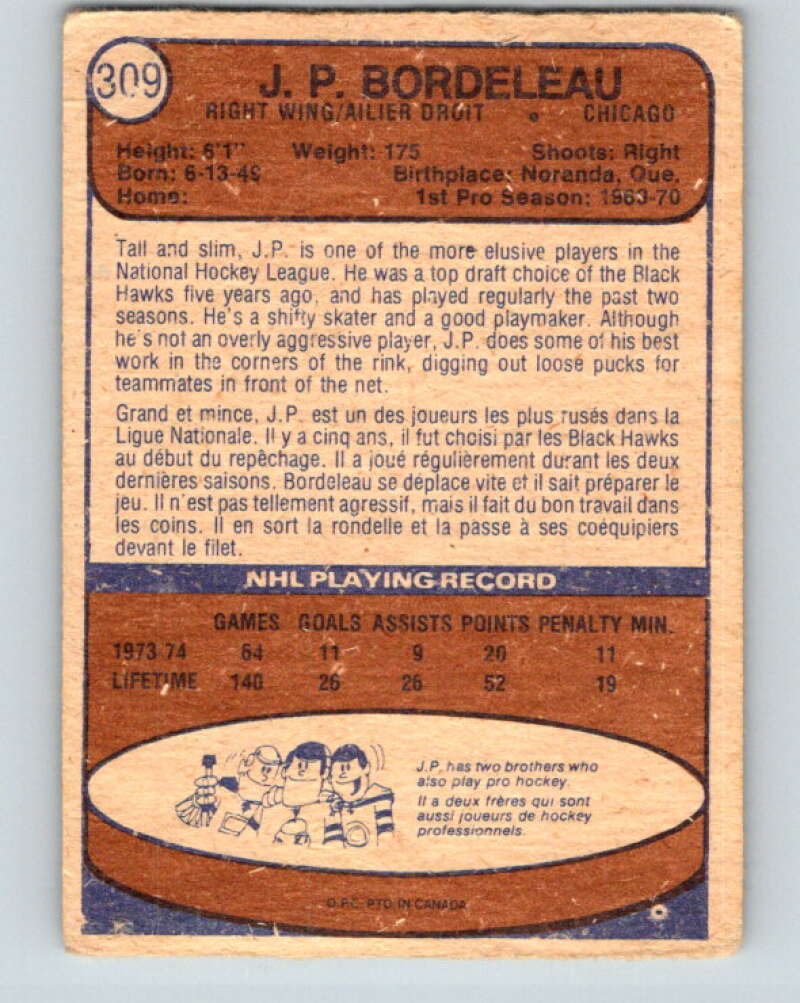 309
J. P. BORDELEAU
RIGHT WING/AILIER DROIT • CHICAGO
Height: 6'1" Weight: 175 Shoots: Right
Born: 6-13-49 Birthplace: Noranda, Que.
Home: 1st Pro Season: 1969-70
Tall and slim, J.P. is one of the more elusive players in the
National Hockey League. He was a top draft choice of the Black
Hawks five years ago, and has played regularly the past two
seasons. He's a shifty skater and a good playmaker. Although
he's not an overly aggressive player, J.P. does some of his best
work in the corners of the rink, digging out loose pucks for
teammates in front of the net.
Grand et mince, J.P. est un des joueurs les plus rusés dans la
Ligue Nationale. Il y a cinq ans, il fut choisi par les Black Hawks
au début du repêchage. Il a joué régulièrement durant les deux
dernières saisons. Bordeleau se déplace vite et il sait préparer le
jeu. Il n'est pas tellement agressif, mais il fait du bon travail dans
les coins. Il en sort la rondelle et la passe à ses coéquipiers
devant le filet.
NHL PLAYING RECORD
GAMES GOALS ASSISTS POINTS PENALTY MIN.
1973-74 64 11 9 20 11
LIFETIME 140 26 26 52 19
J.P. has two brothers who
also play pro hockey.
Il a deux frères qui sont
aussi joueurs de hockey
professionnels.
O.P.C. PTD. IN CANADA